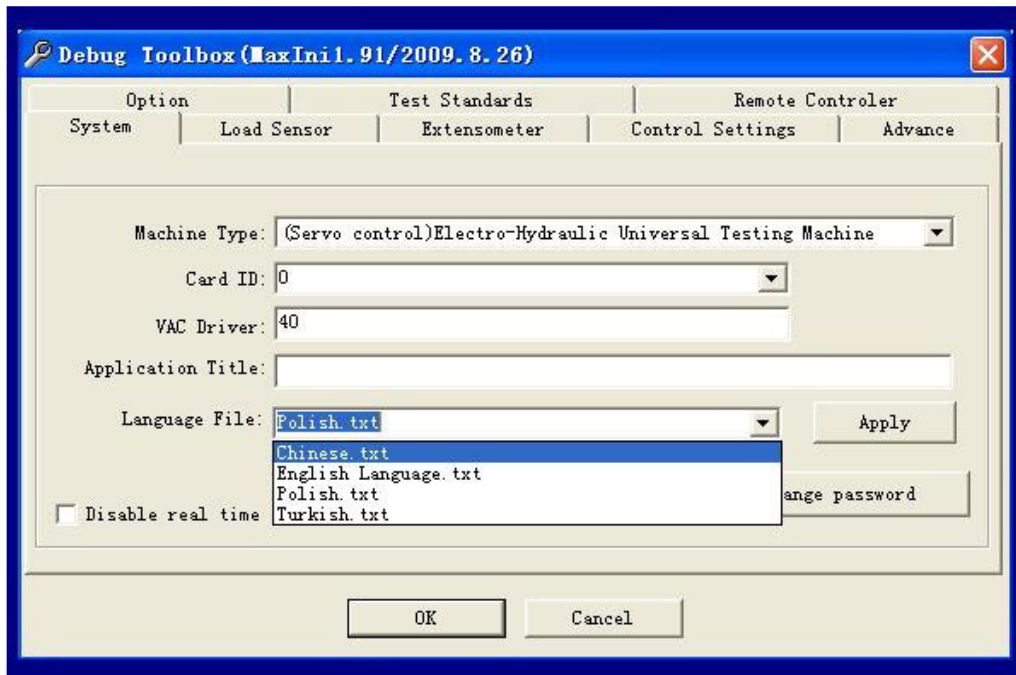 Debug Toolbox(MaxIni1.91/2009.8.26)
Option Test Standards Remote Controler
System Load Sensor Extensometer Control Settings Advance
Machine Type: (Servo control)Electro-Hydraulic Universal Testing Machine
Card ID: 0
VAC Driver: 40
Application Title:
Language File: Polish.txt Apply
Chinese.txt
English Language.txt
Polish.txt ange password
Disable real time Turkish.txt
OK Cancel